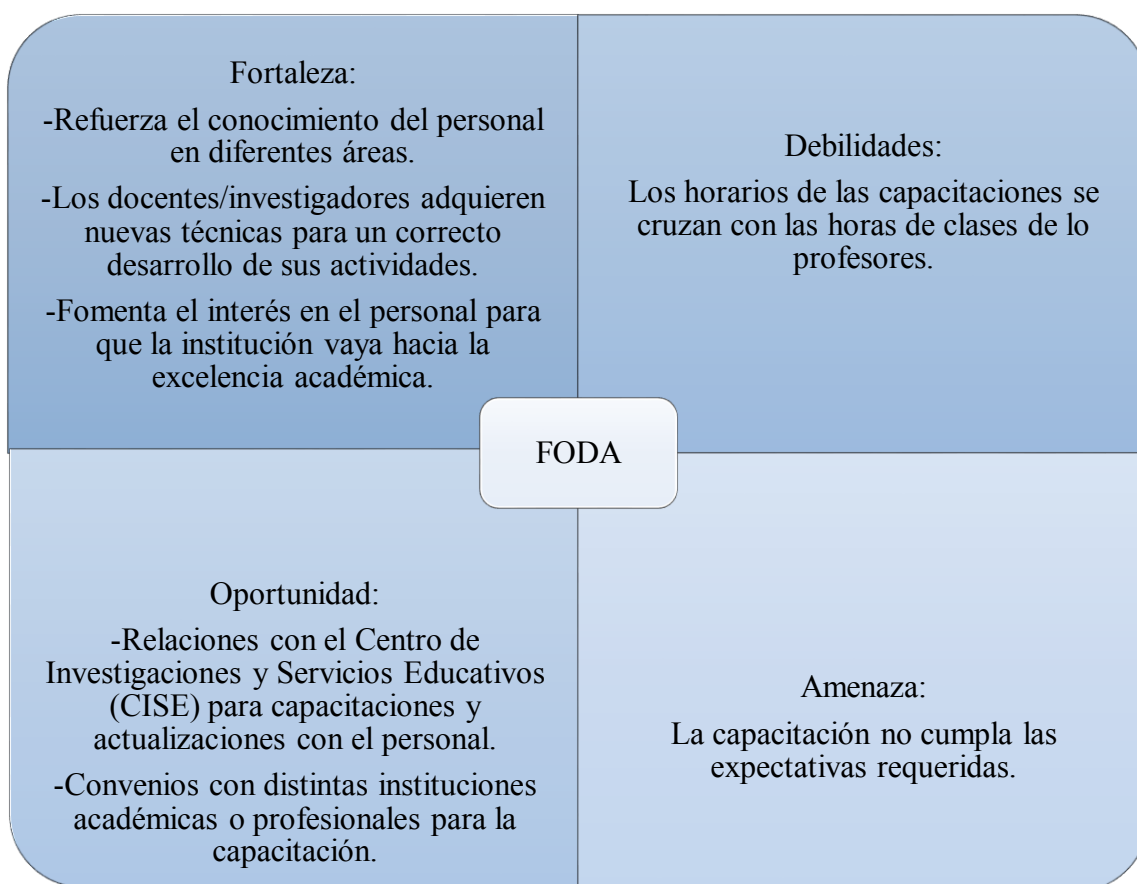 Fortaleza:
-Refuerza el conocimiento del personal
en diferentes áreas.
-Los docentes/investigadores adquieren
nuevas técnicas para un correcto
desarrollo de sus actividades.
-Fomenta el interés en el personal para
que la institución vaya hacia la
excelencia académica.
Debilidades:
Los horarios de las capacitaciones se
cruzan con las horas de clases de lo
profesores.
FODA
Oportunidad:
-Relaciones con el Centro de
Investigaciones y Servicios Educativos
(CISE) para capacitaciones y
actualizaciones con el personal.
-Convenios con distintas instituciones
académicas o profesionales para la
capacitación.
Amenaza:
La capacitación no cumpla las
expectativas requeridas.